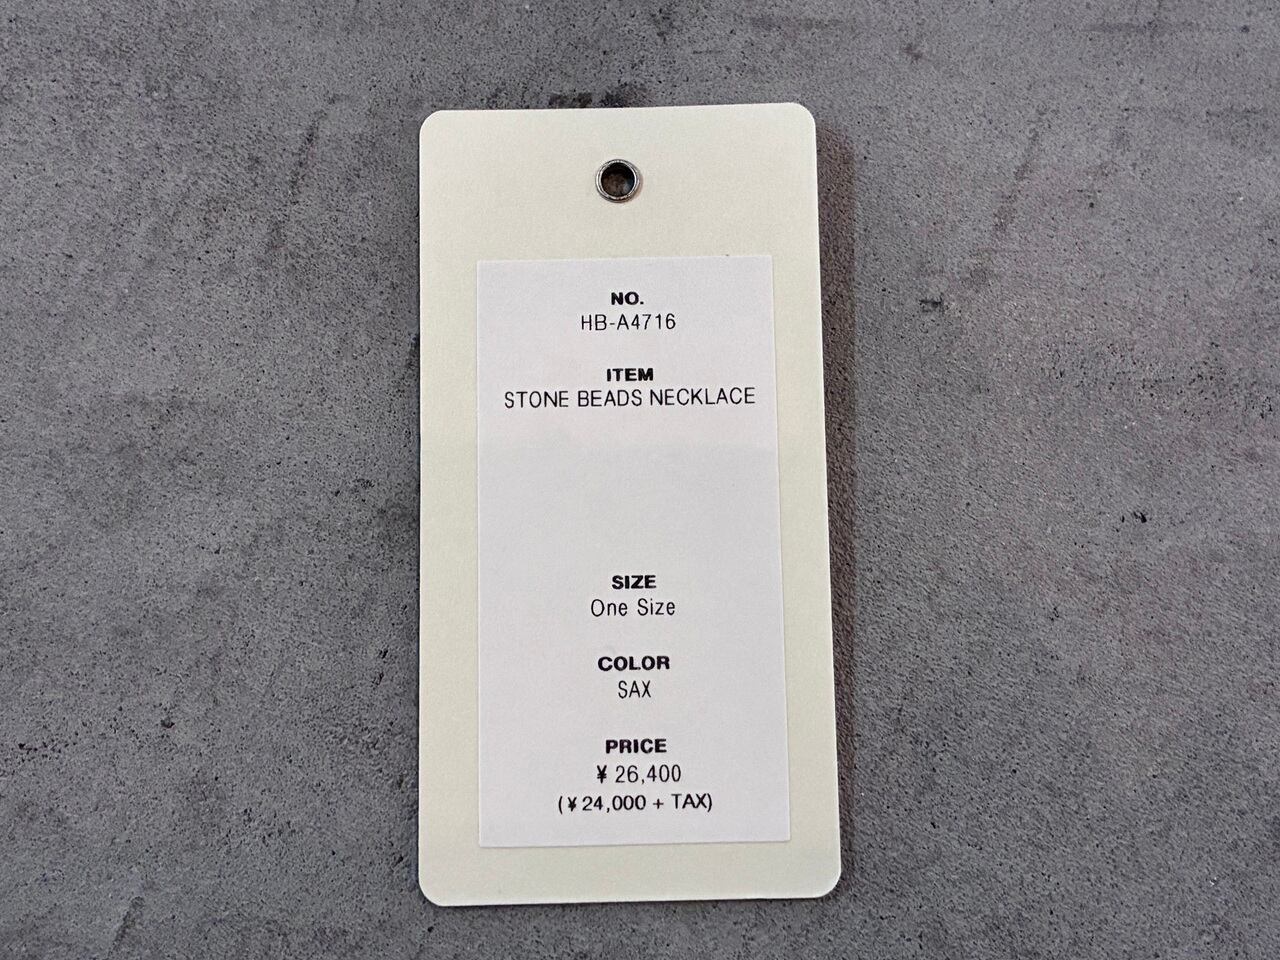 NO.
HB-A4716
ITEM
STONE BEADS NECKLACE
SIZE
One Size
COLOR
SAX
PRICE
¥ 26,400
(¥ 24,000 + TAX)